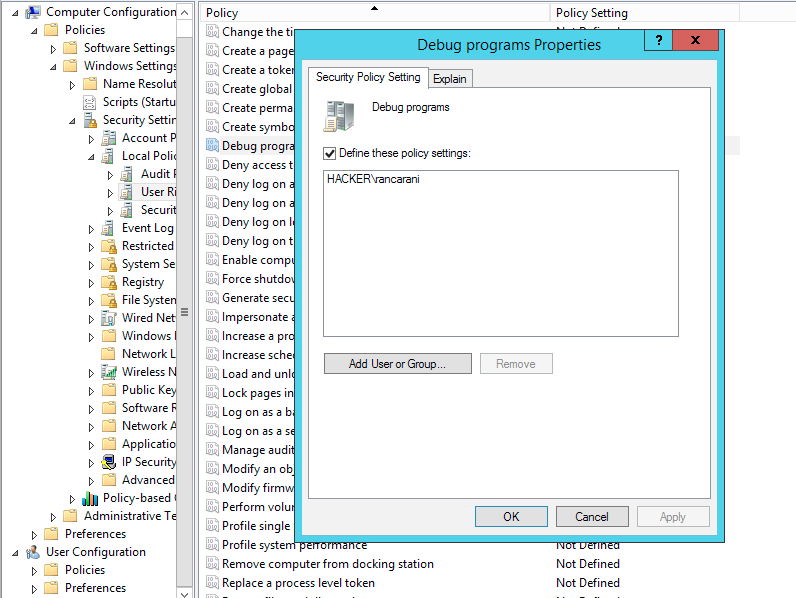 Computer Configuration
Policies
Software Settings
Windows Settings
Name Resolut
Scripts (Startu
Security Settin
Account P
Local Polic
Audit P
User Ri
Securit
Event Log
Restricted
System Se
Registry
File System
Wired Net
Windows
Network L
Wireless N
Public Key
Software R
Network A
Applicatio
IP Security
Advanced
Policy-based
Administrative Te
Preferences
User Configuration
Policies
Preferences
Policy
Policy Setting
Change the ti
Create a page
Create a token
Create global
Create perma
Create symbo
Debug progra
Deny access t
Deny log on a
Deny log on a
Deny log on l
Deny log on t
Enable compu
Force shutdow
Generate secu
Impersonate a
Increase a pro
Increase sche
Load and unlo
Lock pages in
Log on as a ba
Log on as a se
Manage audit
Modify an obj
Modify firmw
Perform volur
Profile single
Profile system performance Not Defined
Remove computer from docking station Not Defined
Replace a process level token Not Defined
Debug programs Properties
? x
Security Policy Setting Explain
Debug programs
Define these policy settings:
HACKER\rancarani
Add User or Group... Remove
OK Cancel Apply